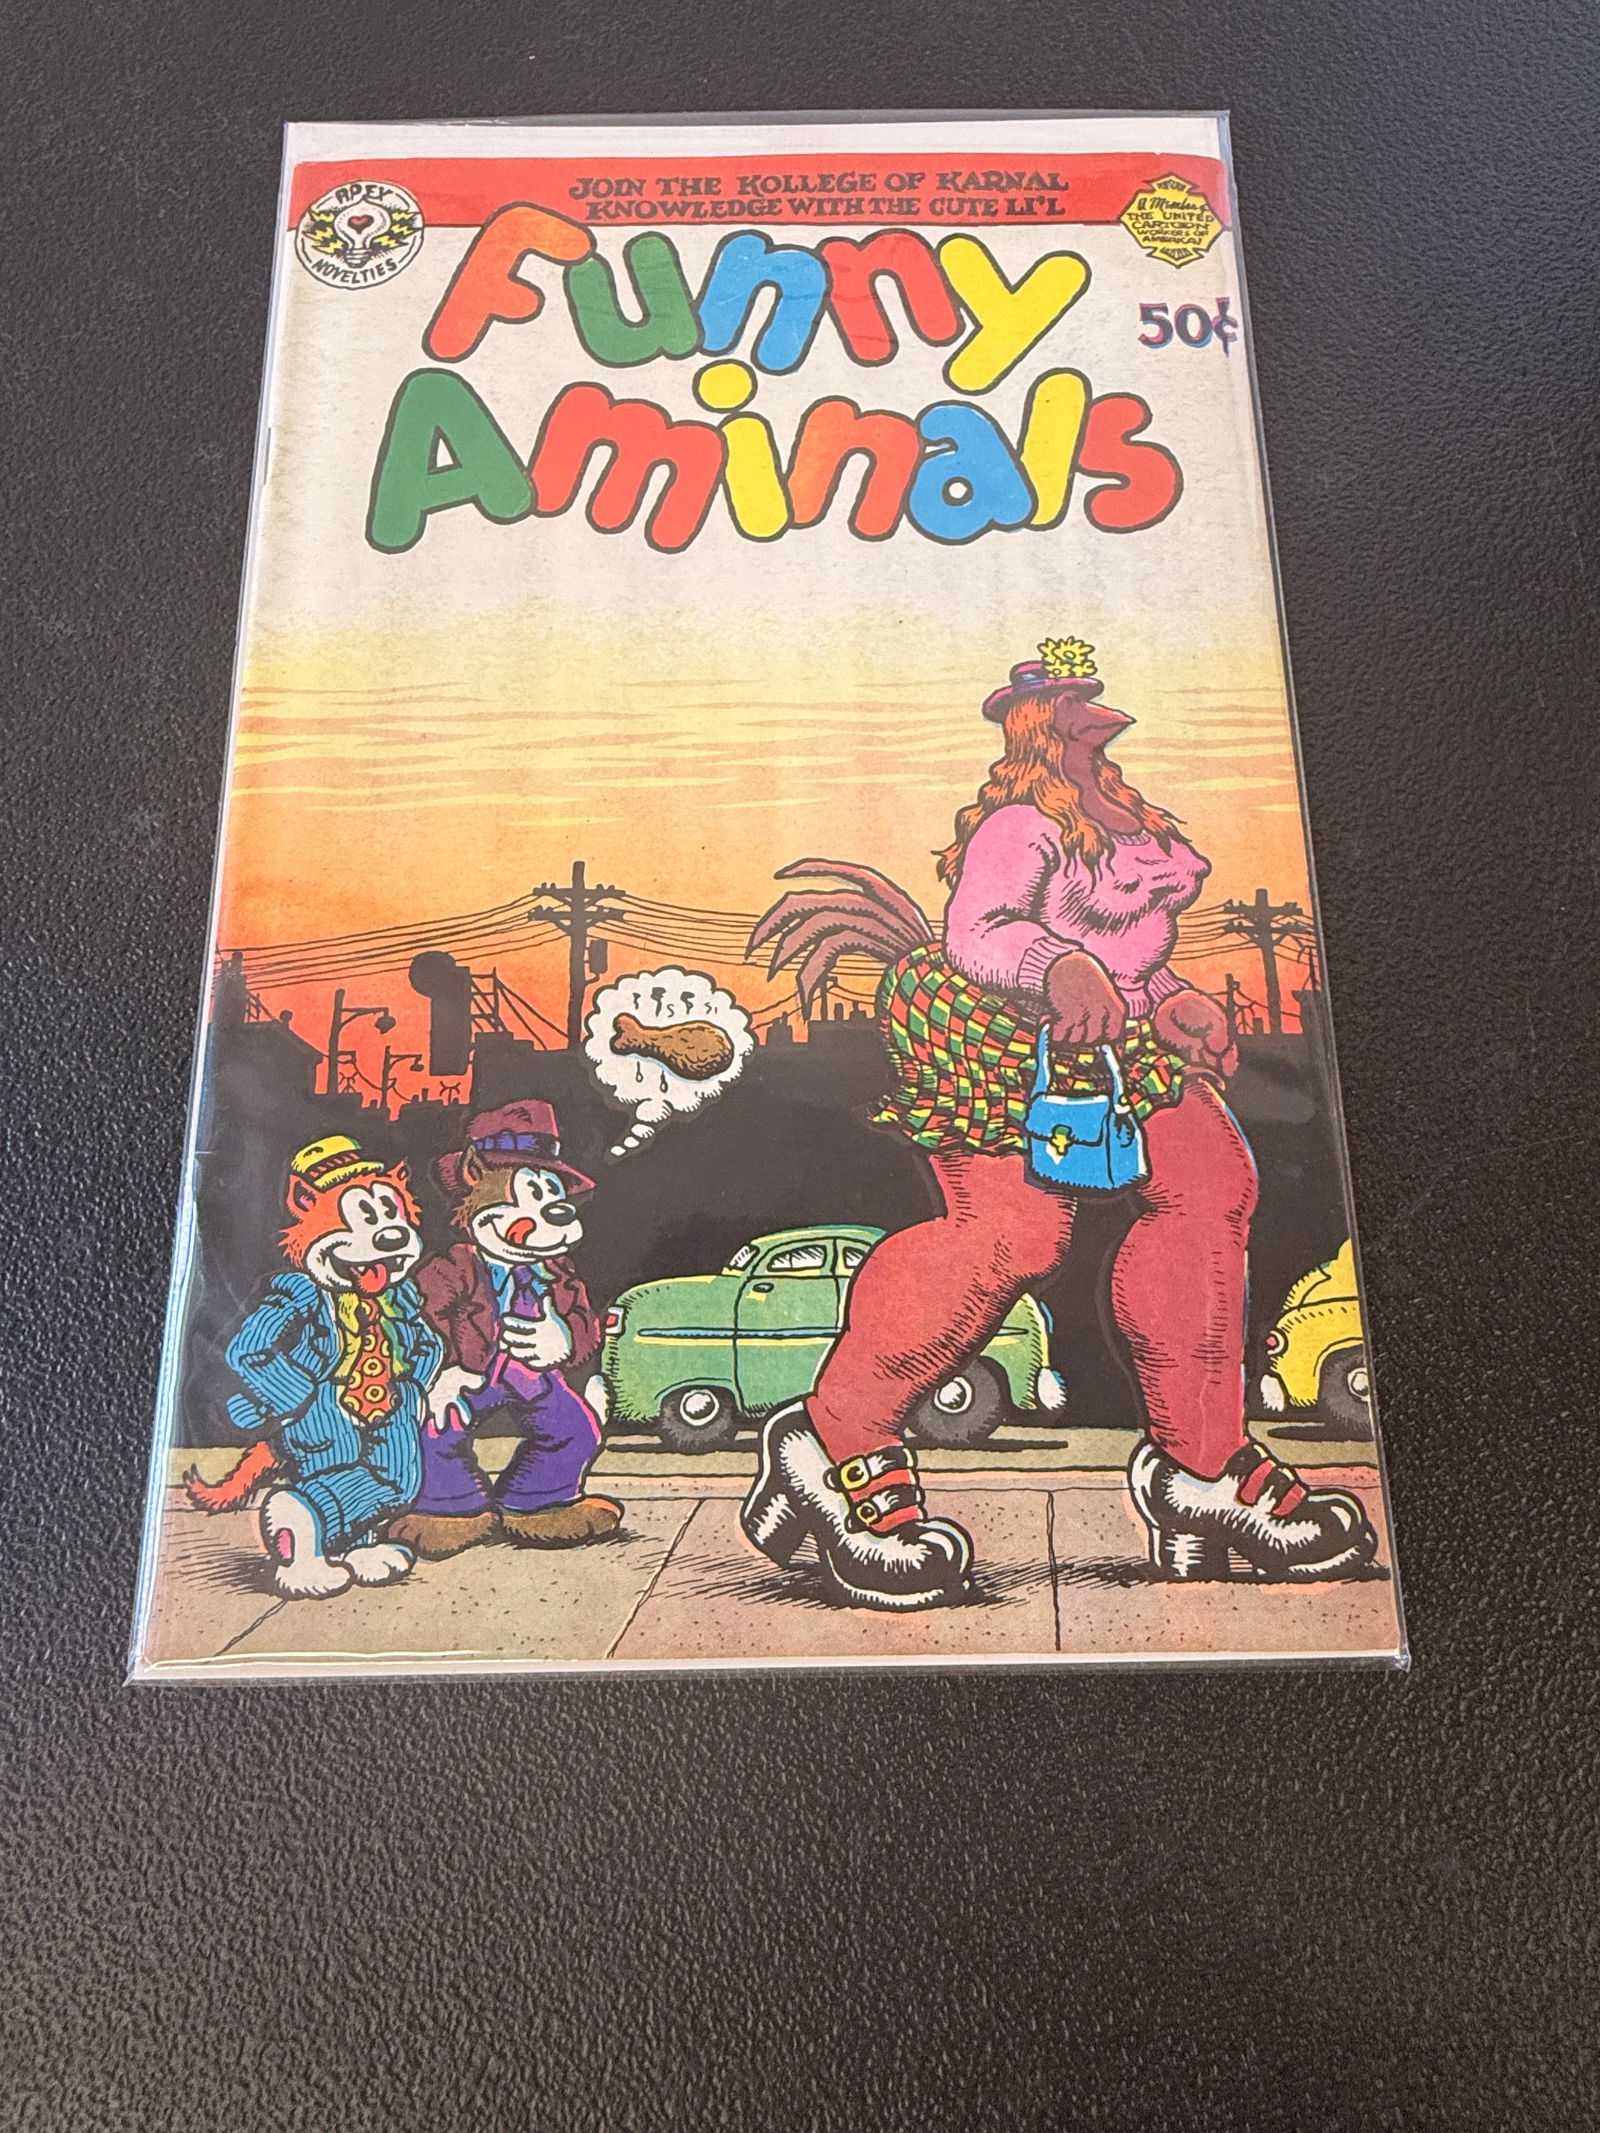 JOIN THE KOLLEGE OF KARNAL
KNOWLEDGE WITH THE CUTE LI'L
APEX
NOVELTIES
A Member
THE UNITED
CARTOON
WORKERS OF
AMERICA!
Funny
Aminals
50¢